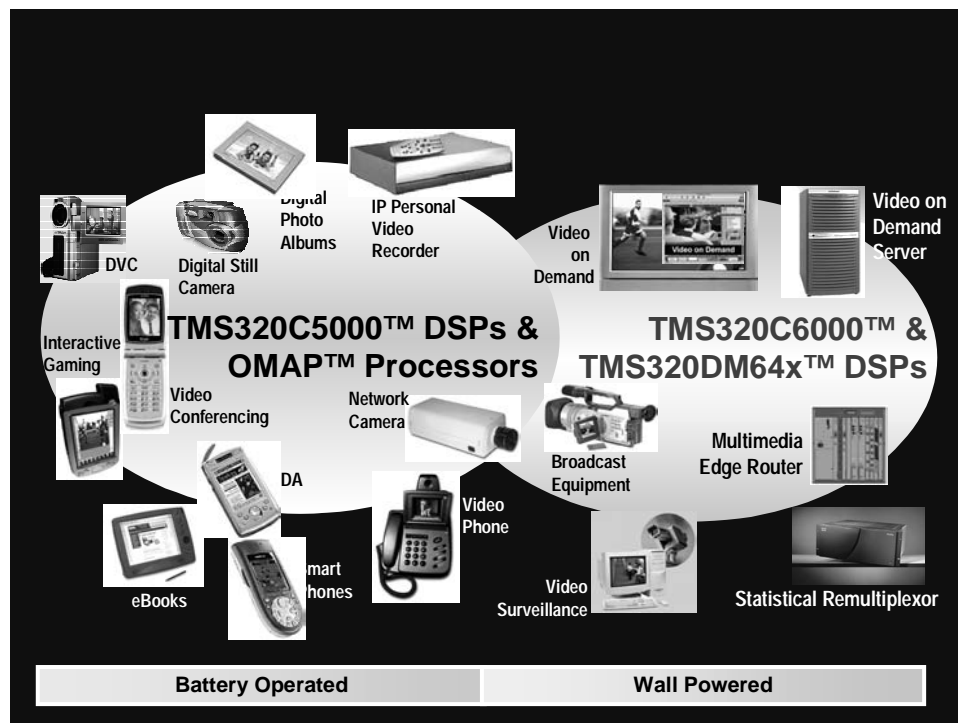 Digital
Photo
Albums
IP Personal
Video
Recorder
Video
on
Demand
Video on Demand
Video on
Demand
Server
DVC
Digital Still
Camera
TMS320C5000™ DSPs &
OMAP™ Processors
TMS320C6000™ &
TMS320DM64x™ DSPs
Interactive
Gaming
Video
Conferencing
Network
Camera
Broadcast
Equipment
Multimedia
Edge Router
DA
Video
Phone
eBooks
Smart
Phones
Video
Surveillance
Statistical Remultiplexor
Battery Operated
Wall Powered